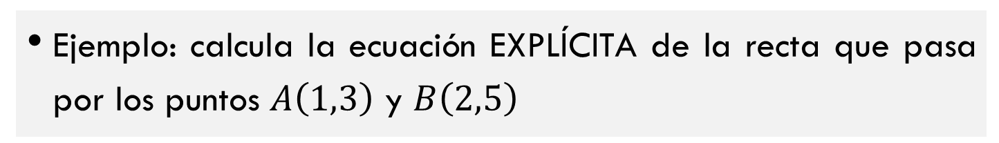 • Ejemplo: calcula la ecuación EXPLÍCITA de la recta que pasa
por los puntos A(1,3) y B(2,5)